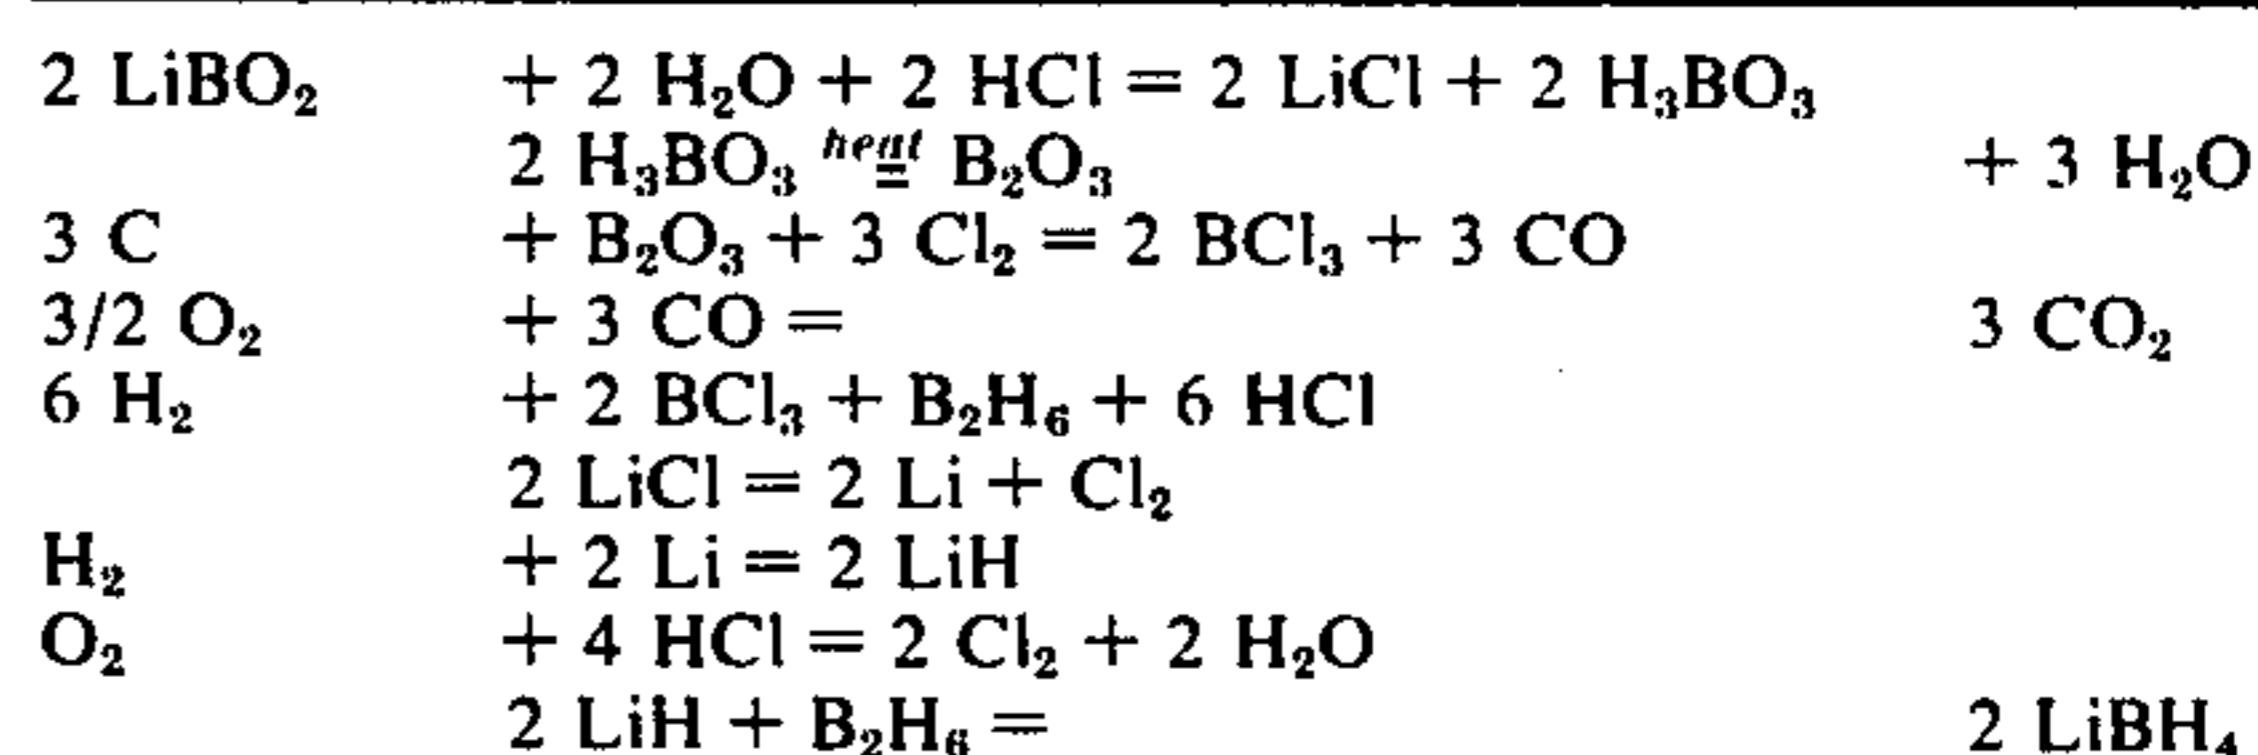 2 LiBO₂ + 2 H₂O + 2 HCl = 2 LiCl + 2 H₃BO₃
2 H₃BO₃ heat = B₂O₃ + 3 H₂O
3 C + B₂O₃ + 3 Cl₂ = 2 BCl₃ + 3 CO
3/2 O₂ + 3 CO = 3 CO₂
6 H₂ + 2 BCl₃ + B₂H₆ + 6 HCl
2 LiCl = 2 Li + Cl₂
H₂ + 2 Li = 2 LiH
O₂ + 4 HCl = 2 Cl₂ + 2 H₂O
2 LiH + B₂H₆ = 2 LiBH₄